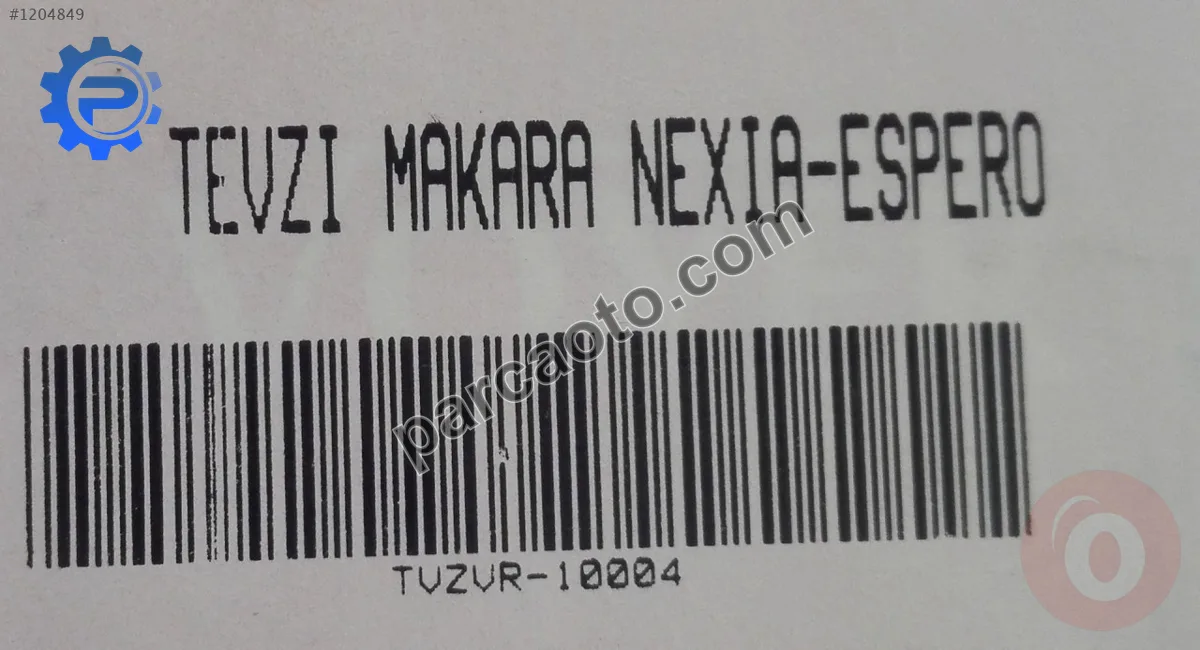 #1204849
TEVZI MAKARA NEXIA-ESPERO
parcaoto.com
TVZVR-10004